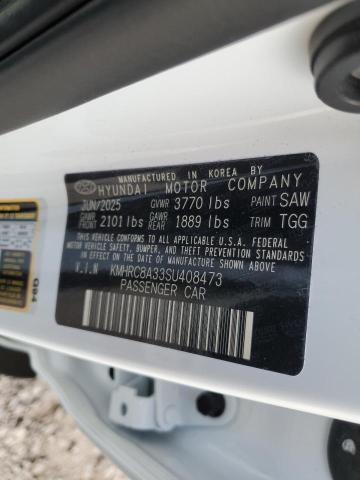 MANUFACTURED IN KOREA BY
HYUNDAI MOTOR COMPANY
JUN/2025 GVWR 3770 lbs PAINT SAW
GAWR FRONT 2101 lbs GAWR REAR 1889 lbs TRIM TGG
THIS VEHICLE CONFORMS TO ALL APPLICABLE U.S.A. FEDERAL
MOTOR VEHICLE SAFETY, BUMPER, AND THEFT PREVENTION STANDARDS
IN EFFECT ON THE DATE OF MANUFACTURE SHOWN ABOVE.
V.I.N KMHRC8A33SU408473
PASSENGER CAR
G94